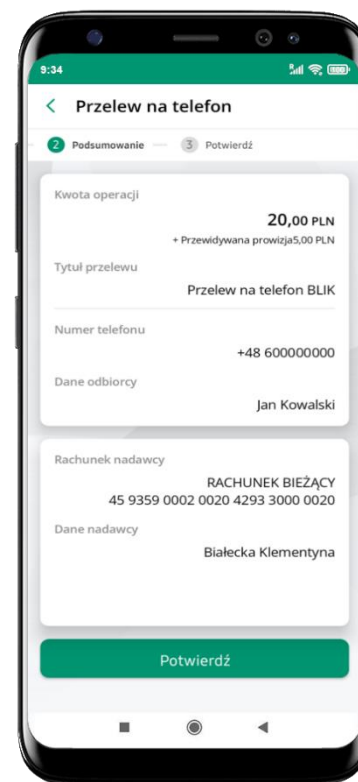 9:34
Przelew na telefon
2 Podsumowanie 3 Potwierdź
Kwota operacji
20,00 PLN
+ Przewidywana prowizja5,00 PLN
Tytuł przelewu
Przelew na telefon BLIK
Numer telefonu
+48 600000000
Dane odbiorcy
Jan Kowalski
Rachunek nadawcy
RACHUNEK BIEŻĄCY
45 9359 0002 0020 4293 3000 0020
Dane nadawcy
Białecka Klementyna
Potwierdź